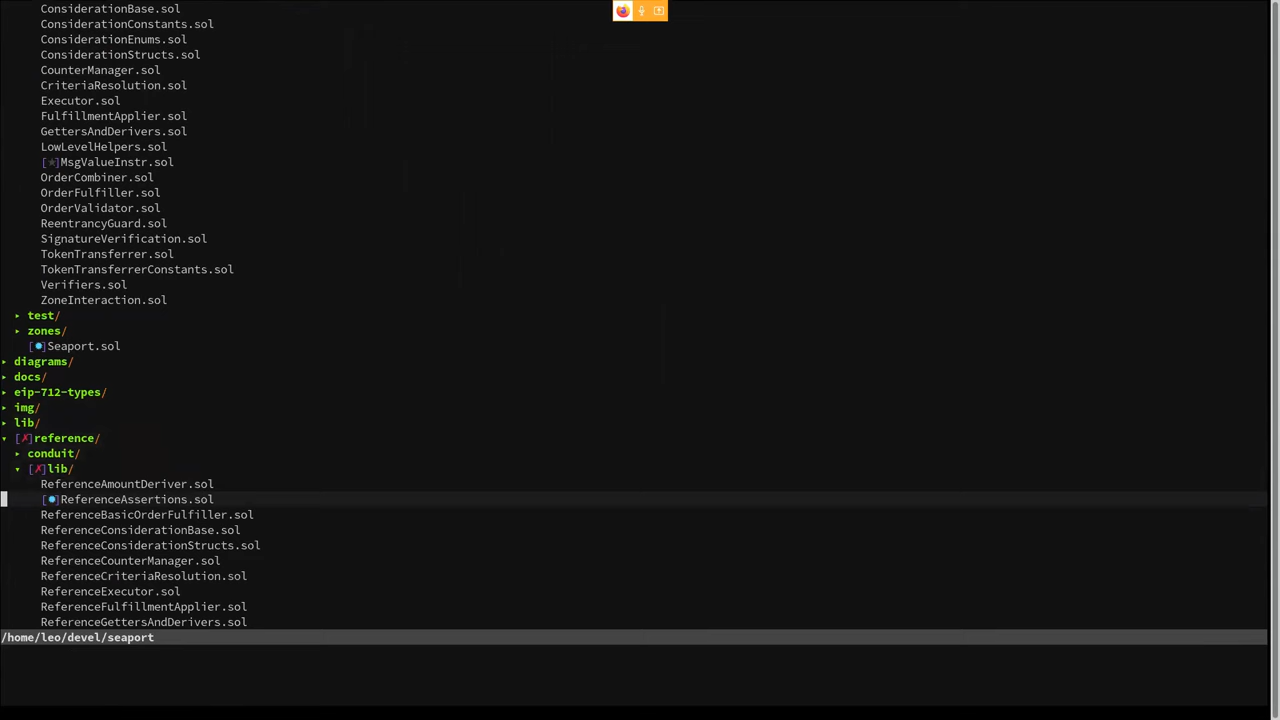 ConsiderationBase.sol
ConsiderationConstants.sol
ConsiderationEnums.sol
ConsiderationStructs.sol
CounterManager.sol
CriteriaResolution.sol
Executor.sol
FulfillmentApplier.sol
GettersAndDerivers.sol
LowLevelHelpers.sol
[★]MsgValueInstr.sol
OrderCombiner.sol
OrderFulfiller.sol
OrderValidator.sol
ReentrancyGuard.sol
SignatureVerification.sol
TokenTransferrer.sol
TokenTransferrerConstants.sol
Verifiers.sol
ZoneInteraction.sol
▸ test/
▸ zones/
[●]Seaport.sol
▸ diagrams/
▸ docs/
▸ eip-712-types/
▸ img/
▸ lib/
▾ [✗]reference/
▸ conduit/
▾ [✗]lib/
ReferenceAmountDeriver.sol
[●]ReferenceAssertions.sol
ReferenceBasicOrderFulfiller.sol
ReferenceConsiderationBase.sol
ReferenceConsiderationStructs.sol
ReferenceCounterManager.sol
ReferenceCriteriaResolution.sol
ReferenceExecutor.sol
ReferenceFulfillmentApplier.sol
ReferenceGettersAndDerivers.sol
/home/leo/devel/seaport